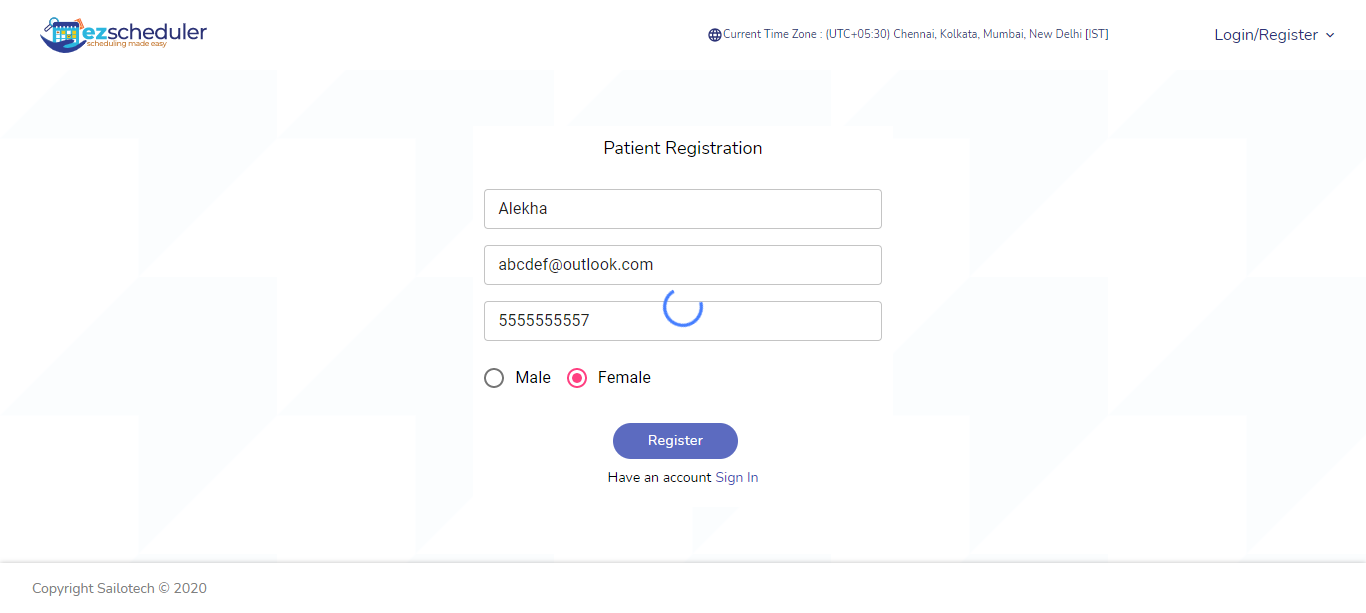 ezscheduler
scheduling made easy
Current Time Zone : (UTC+05:30) Chennai, Kolkata, Mumbai, New Delhi [IST]
Login/Register
Patient Registration
Alekha
abcdef@outlook.com
5555555557
Male Female
Register
Have an account Sign In
Copyright Sailotech © 2020